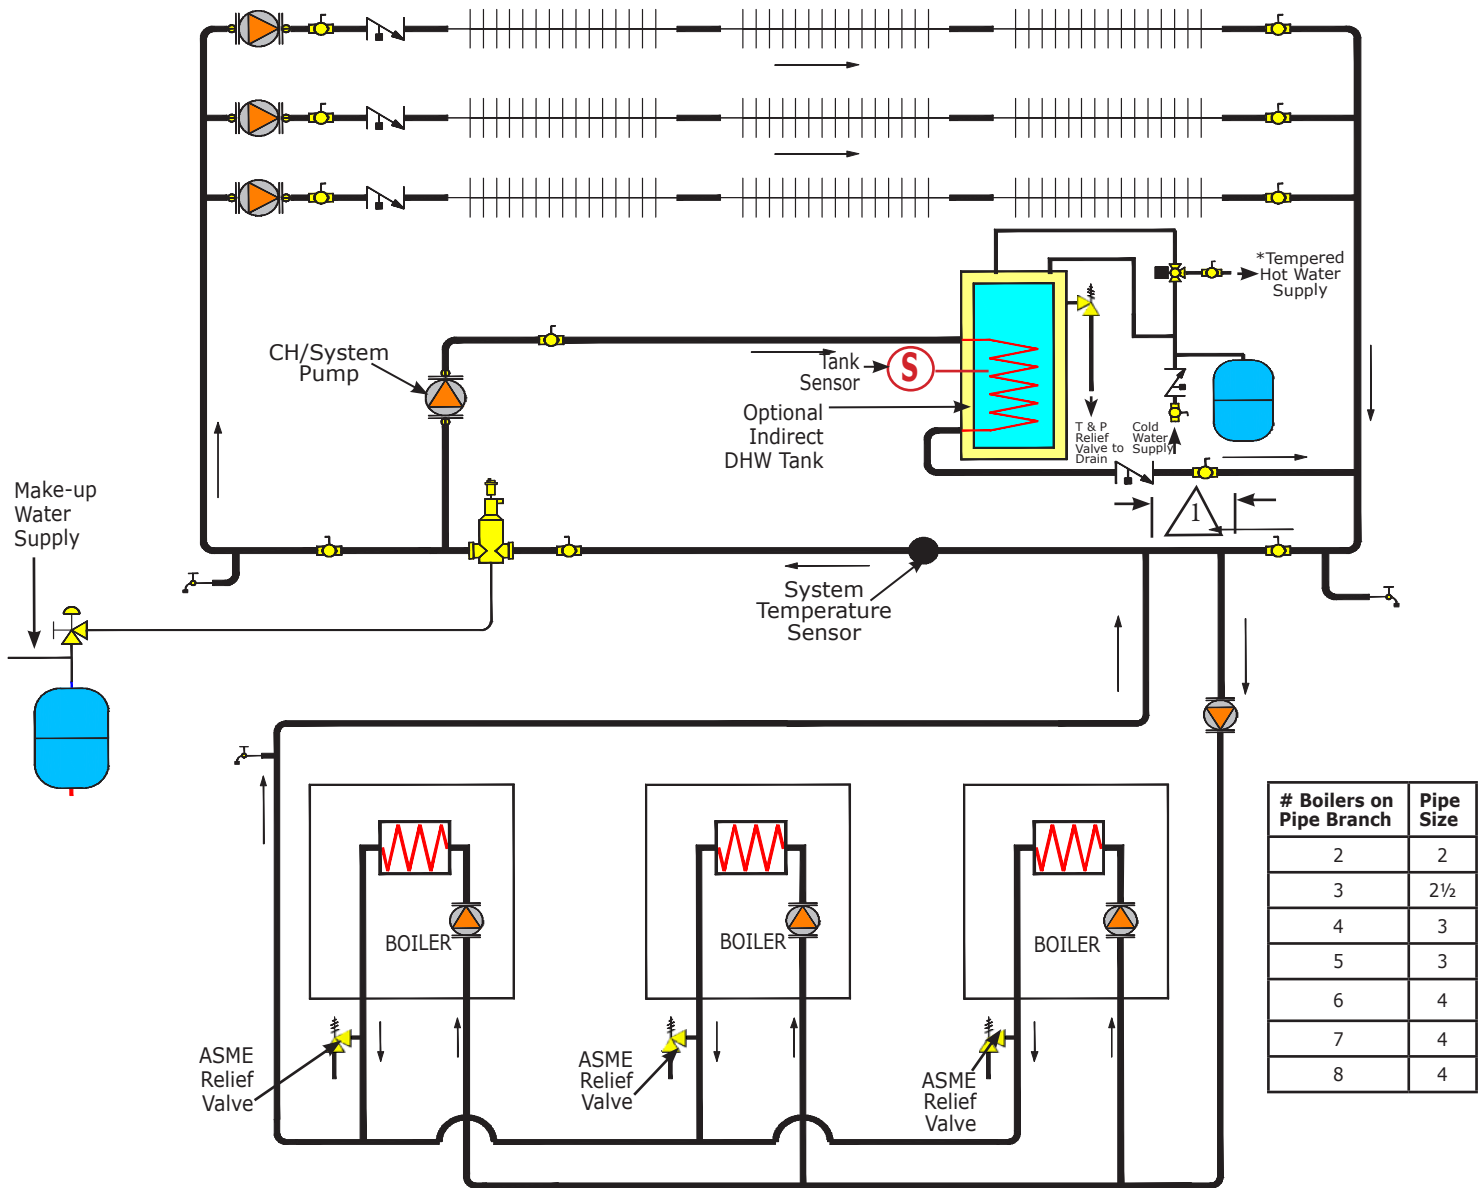 *Tempered
Hot Water
Supply
CH/System
Pump
Tank
Sensor
S
Optional
Indirect
DHW Tank
T & P
Relief
Valve to
Drain
Cold
Water
Supply
Make-up
Water
Supply
1
System
Temperature
Sensor
# Boilers on
Pipe Branch
Pipe
Size
2 2
3 2½
4 3
5 3
6 4
7 4
8 4
BOILER
BOILER
BOILER
ASME
Relief
Valve
ASME
Relief
Valve
ASME
Relief
Valve